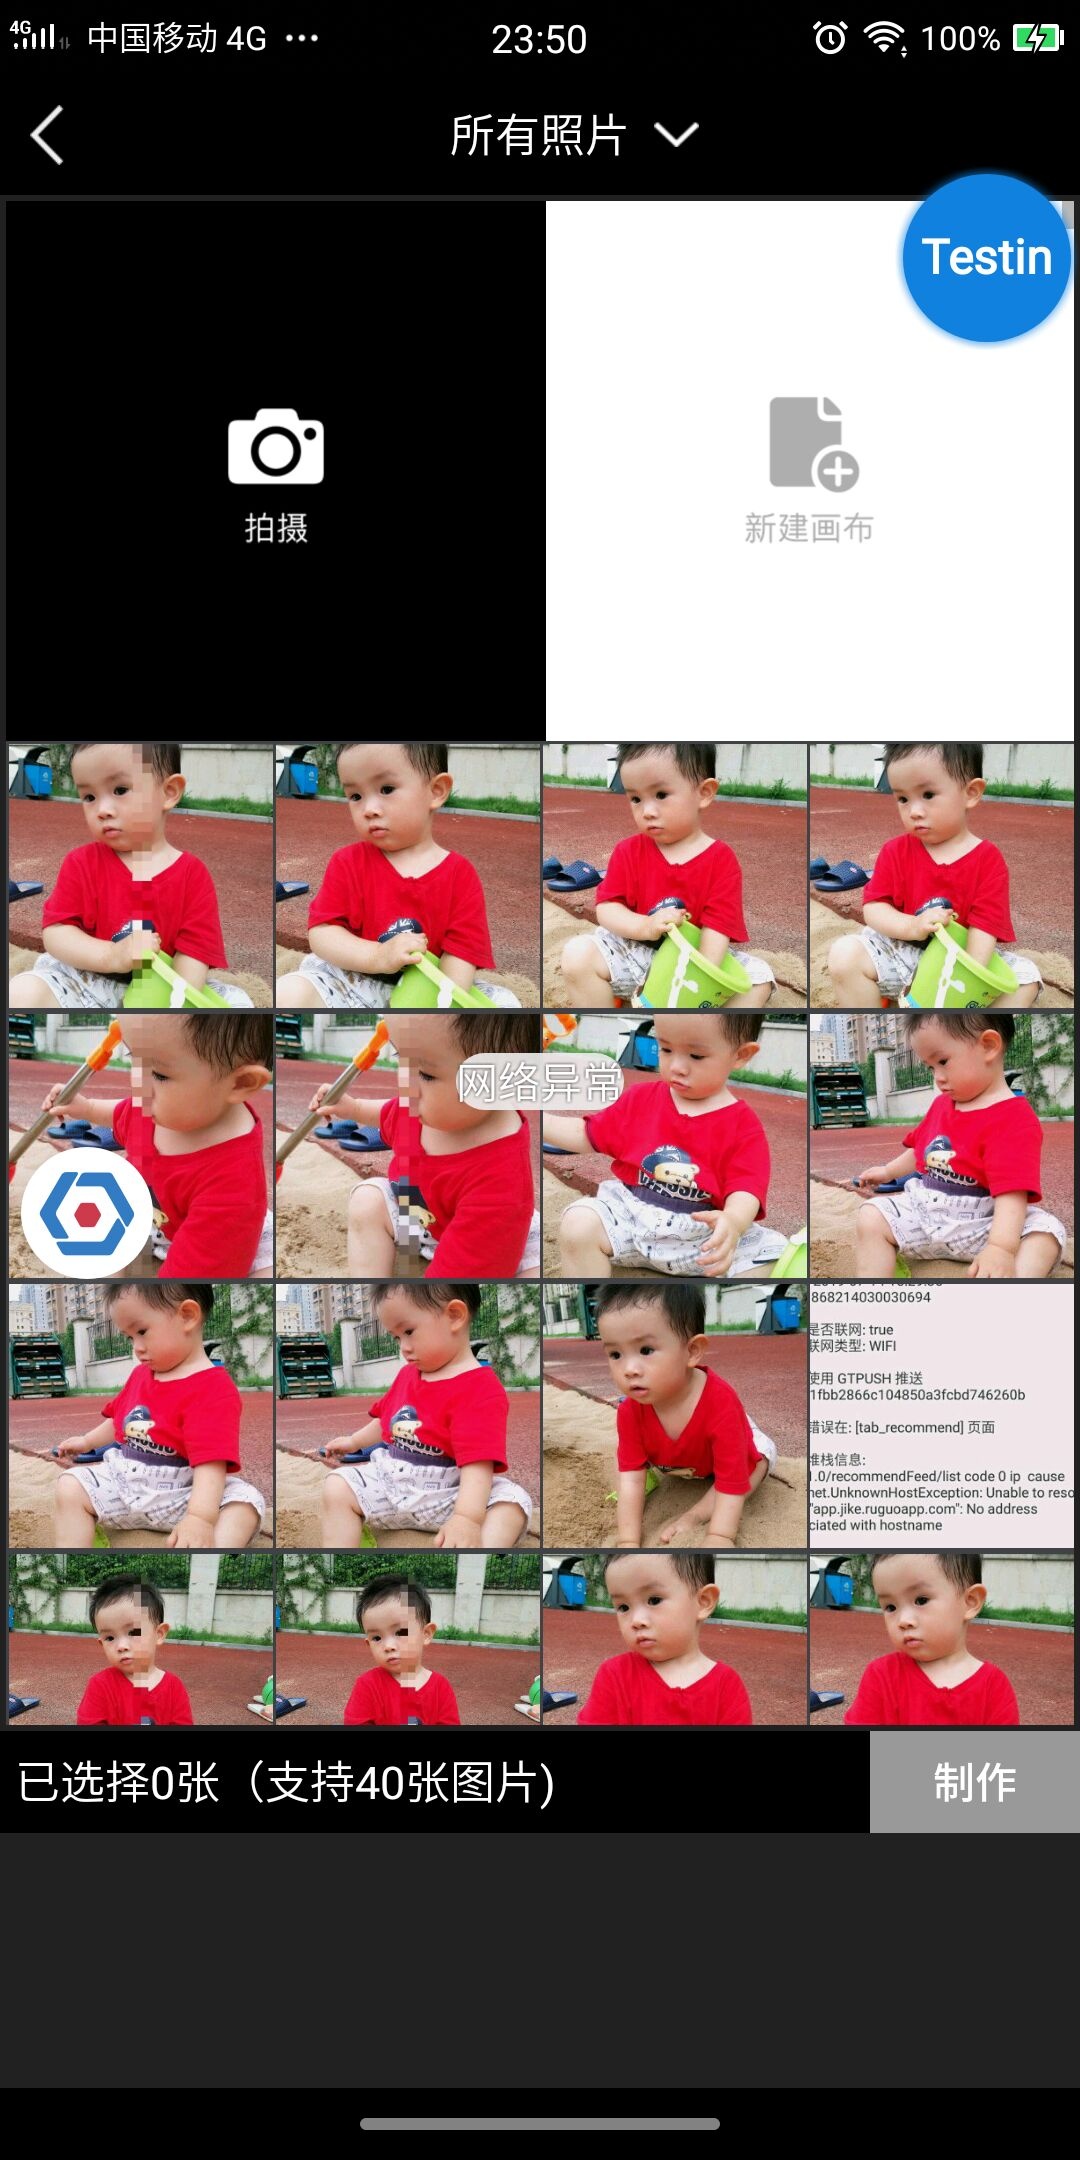 4G 中国移动 4G ··· 23:50 100%
所有照片
Testin
拍摄
新建画布
网络异常
868214030030694
是否联网: true
联网类型: WIFI
使用 GTPUSH 推送
1fbb2866c104850a3fcbd746260b
错误在: [tab_recommend] 页面
堆栈信息:
1.0/recommendFeed/list code 0 ip cause
net.UnknownHostException: Unable to reso
"app.jike.ruguoapp.com": No address
ciated with hostname
已选择0张（支持40张图片)
制作